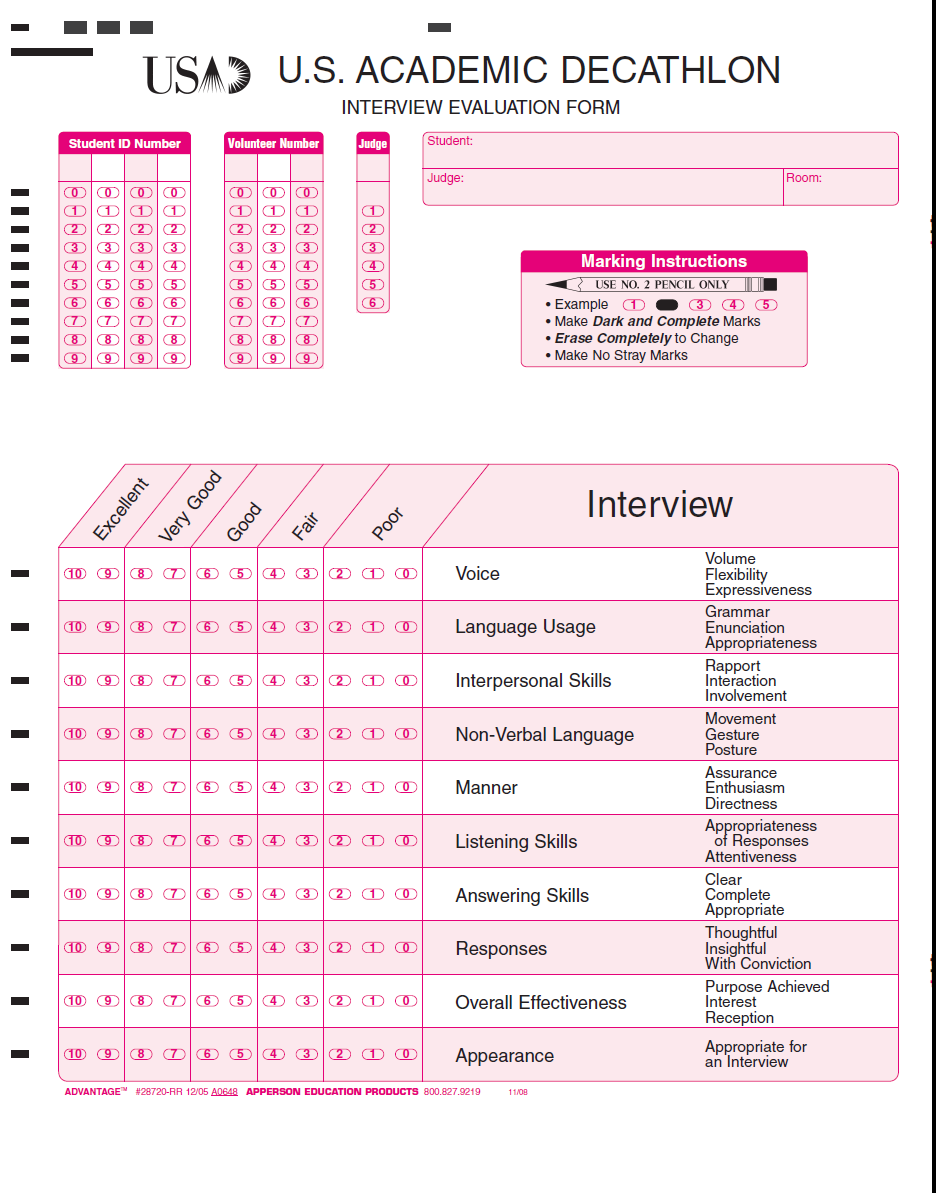 USAD U.S. ACADEMIC DECATHLON
INTERVIEW EVALUATION FORM
Student ID Number Volunteer Number Judge
Student:
Judge: Room:
0 0 0 0 0 0 0
1 1 1 1 1 1 1 1
2 2 2 2 2 2 2 2
3 3 3 3 3 3 3 3
4 4 4 4 4 4 4 4
5 5 5 5 5 5 5 5
6 6 6 6 6 6 6 6
7 7 7 7 7 7 7
8 8 8 8 8 8 8
9 9 9 9 9 9 9
Marking Instructions
USE NO. 2 PENCIL ONLY
• Example 1 3 4 5
• Make Dark and Complete Marks
• Erase Completely to Change
• Make No Stray Marks
Excellent Very Good Good Fair Poor Interview
10 9 8 7 6 5 4 3 2 1 0 Voice
Volume
Flexibility
Expressiveness
10 9 8 7 6 5 4 3 2 1 0 Language Usage
Grammar
Enunciation
Appropriateness
10 9 8 7 6 5 4 3 2 1 0 Interpersonal Skills
Rapport
Interaction
Involvement
10 9 8 7 6 5 4 3 2 1 0 Non-Verbal Language
Movement
Gesture
Posture
10 9 8 7 6 5 4 3 2 1 0 Manner
Assurance
Enthusiasm
Directness
10 9 8 7 6 5 4 3 2 1 0 Listening Skills
Appropriateness
of Responses
Attentiveness
10 9 8 7 6 5 4 3 2 1 0 Answering Skills
Clear
Complete
Appropriate
10 9 8 7 6 5 4 3 2 1 0 Responses
Thoughtful
Insightful
With Conviction
10 9 8 7 6 5 4 3 2 1 0 Overall Effectiveness
Purpose Achieved
Interest
Reception
10 9 8 7 6 5 4 3 2 1 0 Appearance
Appropriate for
an Interview
ADVANTAGE™ #28720-RR 12/05 A0648 APPERSON EDUCATION PRODUCTS 800.827.9219 11/08